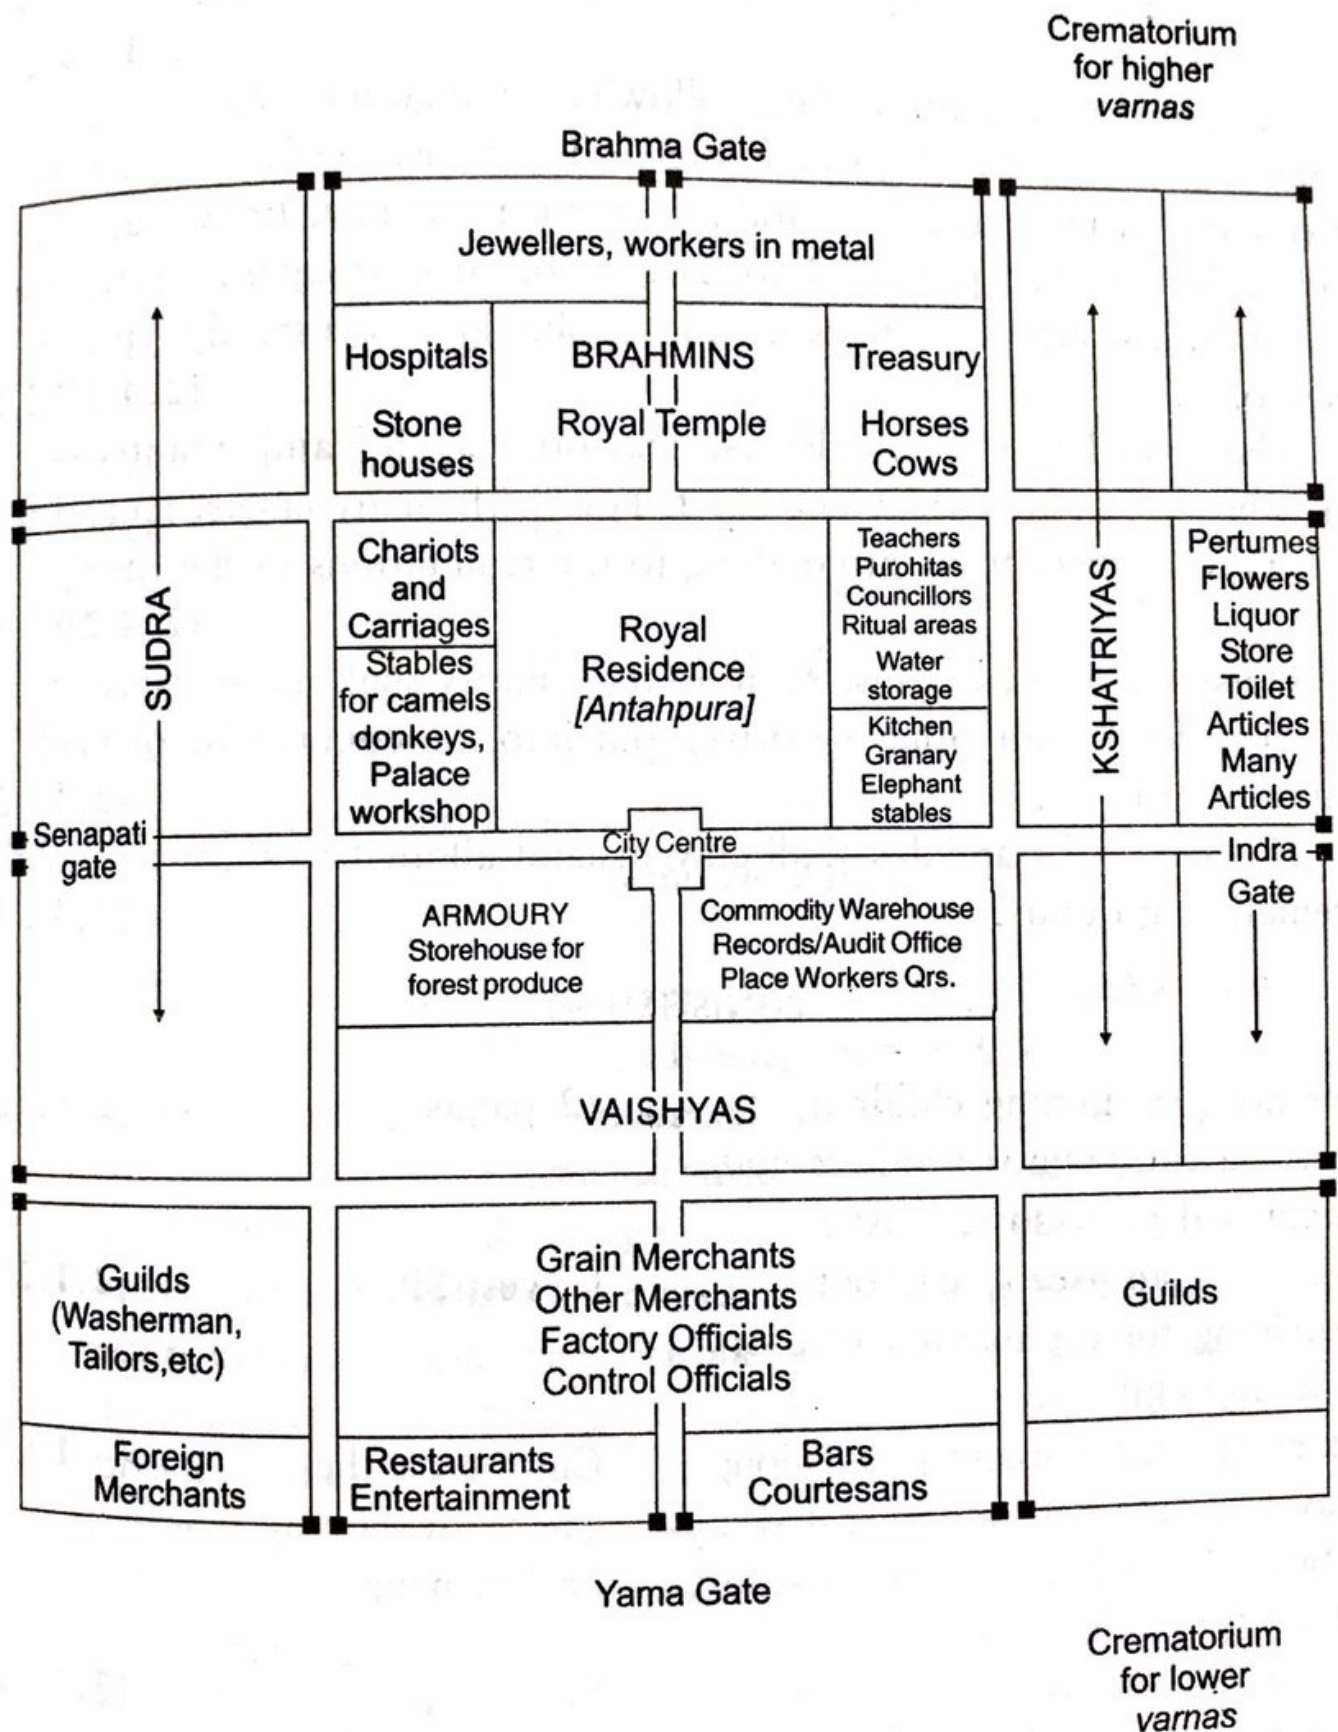 Crematorium
for higher
varnas
Brahma Gate
Jewellers, workers in metal
Hospitals
Stone
houses
BRAHMINS
Royal Temple
Treasury
Horses
Cows
SUDRA
Chariots
and
Carriages
Stables
for camels
donkeys,
Palace
workshop
Royal
Residence
[Antahpura]
Teachers
Purohitas
Councillors
Ritual areas
Water
storage
Kitchen
Granary
Elephant
stables
KSHATRIYAS
Pertumes
Flowers
Liquor
Store
Toilet
Articles
Many
Articles
Senapati
gate
City Centre
Indra
Gate
ARMOURY
Storehouse for
forest produce
Commodity Warehouse
Records/Audit Office
Place Workers Qrs.
VAISHYAS
Guilds
(Washerman,
Tailors,etc)
Grain Merchants
Other Merchants
Factory Officials
Control Officials
Guilds
Foreign
Merchants
Restaurants
Entertainment
Bars
Courtesans
Yama Gate
Crematorium
for lower
varnas